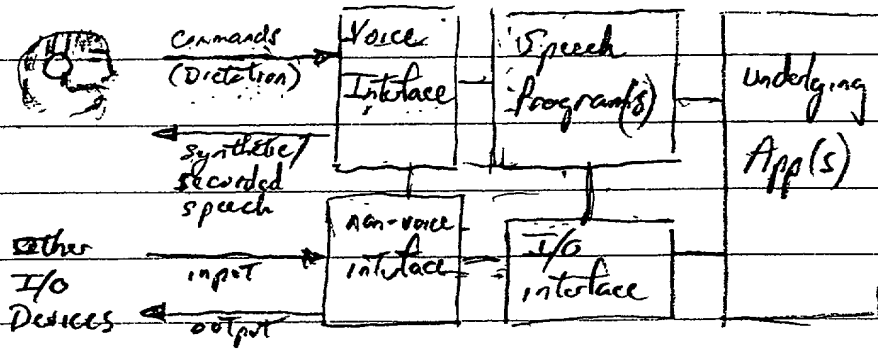 Commands
(Dictation)
synthetic/
recorded
speech
Voice
Interface
Speech
Program(s)
underlying
App(s)
other
I/O
Devices
input
output
non-voice
interface
I/O
interface